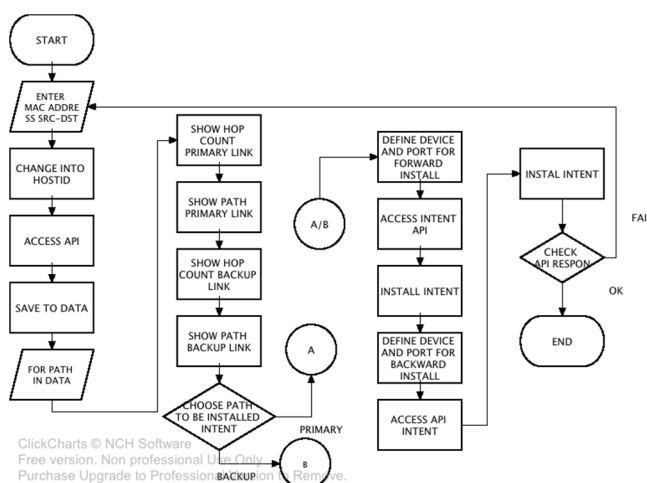 START
ENTER
MAC ADDRE
SS SRC-DST
CHANGE INTO
HOSTID
ACCESS API
SAVE TO DATA
FOR PATH
IN DATA
SHOW HOP
COUNT
PRIMARY LINK
SHOW PATH
PRIMARY LINK
SHOW HOP
COUNT BACKUP
LINK
SHOW PATH
BACKUP LINK
CHOOSE PATH
TO BE INSTALLED
INTENT
PRIMARY
BACKUP
A
B
A/B
DEFINE DEVICE
AND PORT FOR
FORWARD
INSTALL
ACCESS INTENT
API
INSTALL INTENT
DEFINE DEVICE
AND PORT FOR
BACKWARD
INSTALL
ACCESS API
INTENT
INSTAL INTENT
CHECK
API RESPON
FAI
OK
END
ClickCharts © NCH Software
Free version. Non professional Use Only.
Purchase Upgrade to Professional Version to Remove.